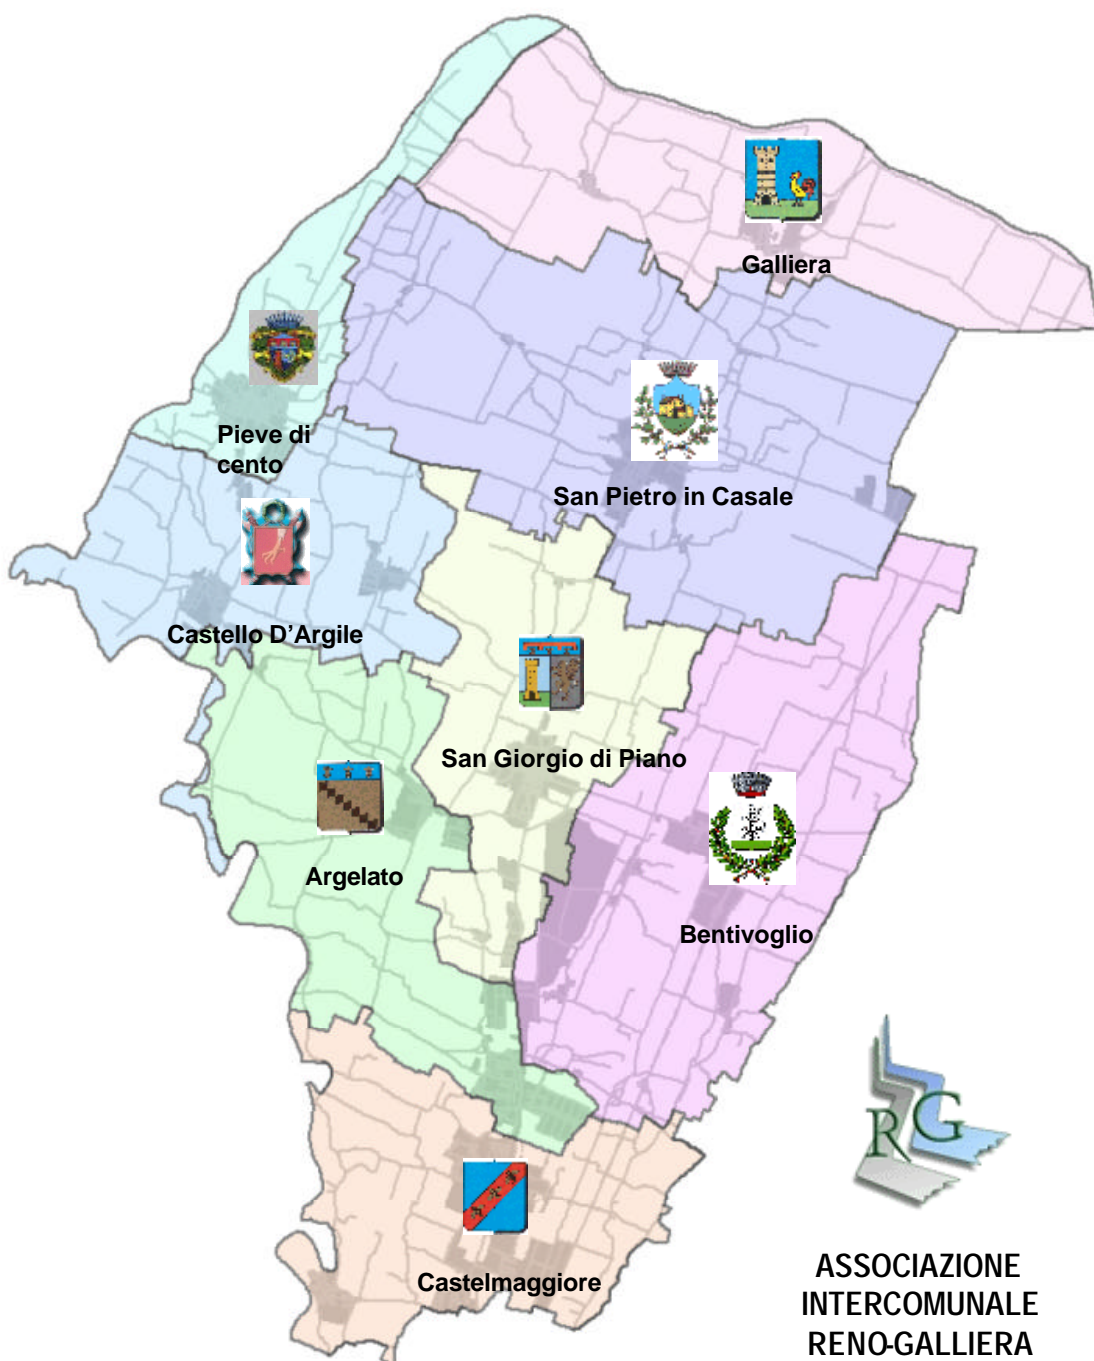 Galliera
Pieve di
cento
San Pietro in Casale
Castello D'Argile
San Giorgio di Piano
Argelato
Bentivoglio
RG
Castelmaggiore
ASSOCIAZIONE
INTERCOMUNALE
RENO-GALLIERA